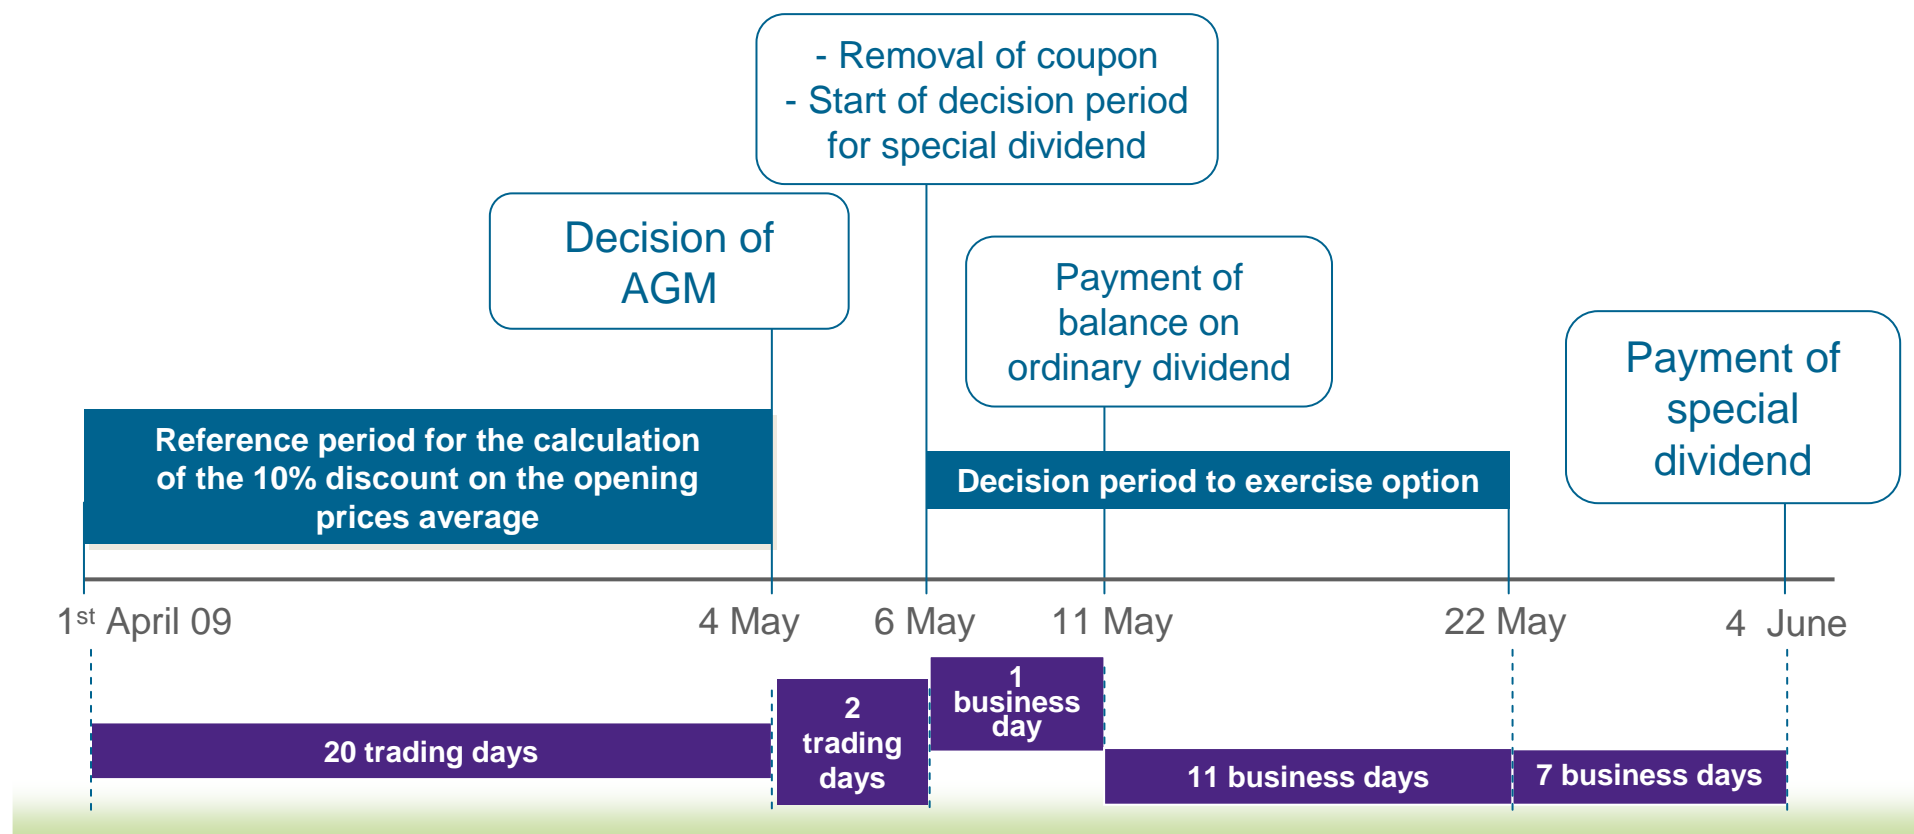 - Removal of coupon
- Start of decision period
for special dividend
Decision of
AGM
Payment of
balance on
ordinary dividend
Payment of
special
dividend
Reference period for the calculation
of the 10% discount on the opening
prices average
Decision period to exercise option
1st April 09
4 May
6 May
11 May
22 May
4 June
20 trading days
2
trading
days
1
business
day
11 business days
7 business days